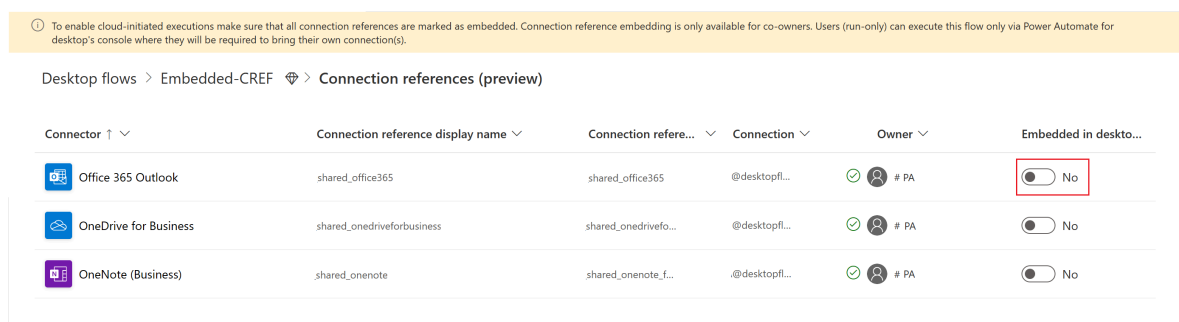 To enable cloud-initiated executions make sure that all connection references are marked as embedded. Connection reference embedding is only available for co-owners. Users (run-only) can execute this flow only via Power Automate for
desktop's console where they will be required to bring their own connection(s).
Desktop flows > Embedded-CREF > Connection references (preview)
Connector ↑ Connection reference display name Connection refere... Connection Owner Embedded in deskto...
Office 365 Outlook shared_office365 shared_office365 @desktopfl... # PA No
OneDrive for Business shared_onedriveforbusiness shared_onedrivefo... @desktopfl... # PA No
OneNote (Business) shared_onenote shared_onenote_f... @desktopfl... # PA No